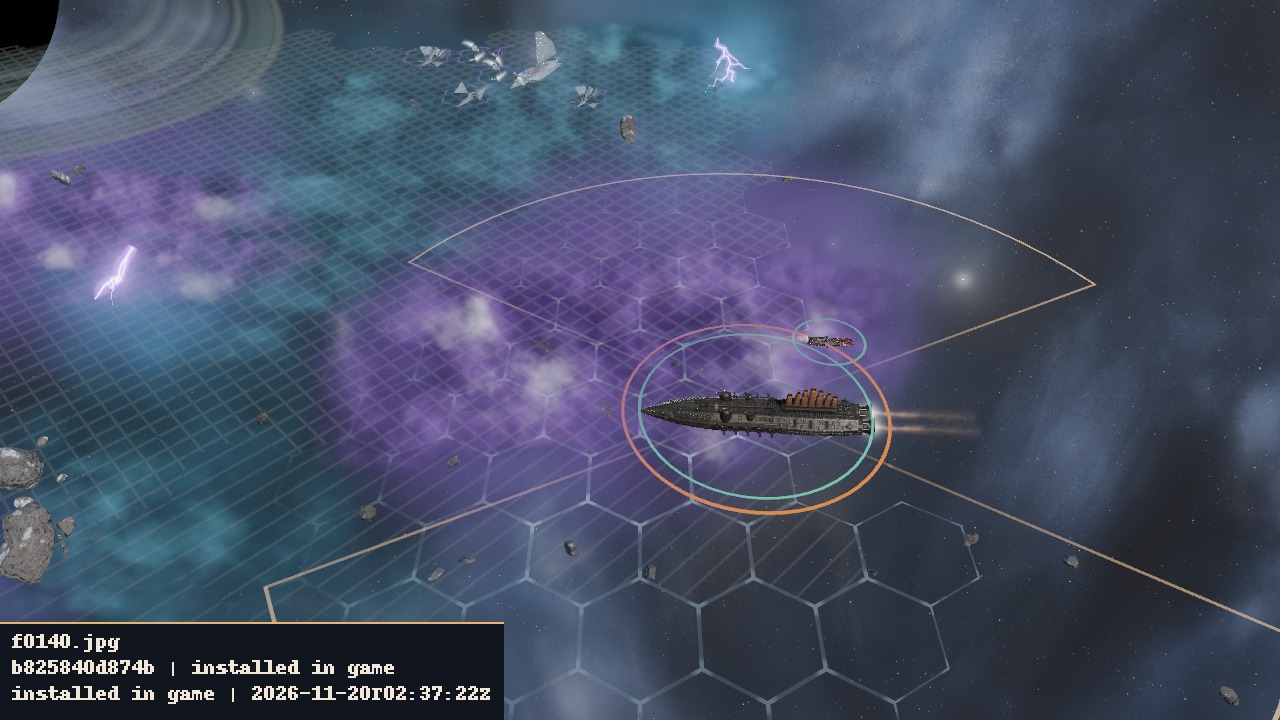 f0140.jpg
b825840d874b | installed in game
installed in game | 2026-11-20T02:37:22z